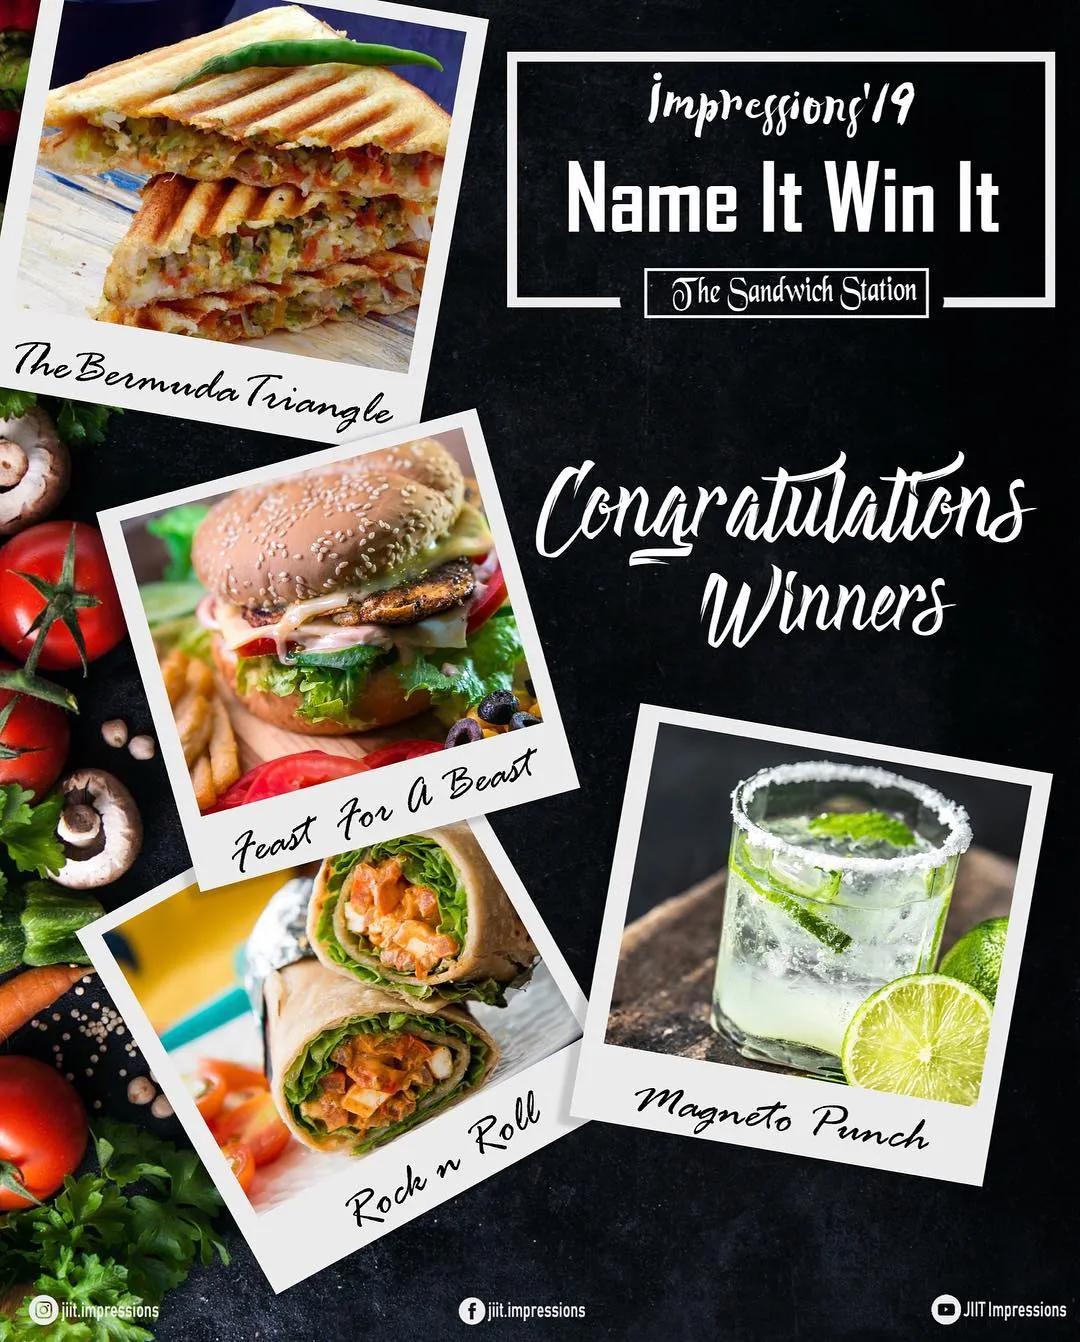 Impressions'19
Name It Win It
The Sandwich Station
The Bermuda Triangle
Congratulations
Winners
Feast For A Beast
Magneto Punch
Rock n Roll
jiit.impressions
jiit.impressions
JIIT Impressions